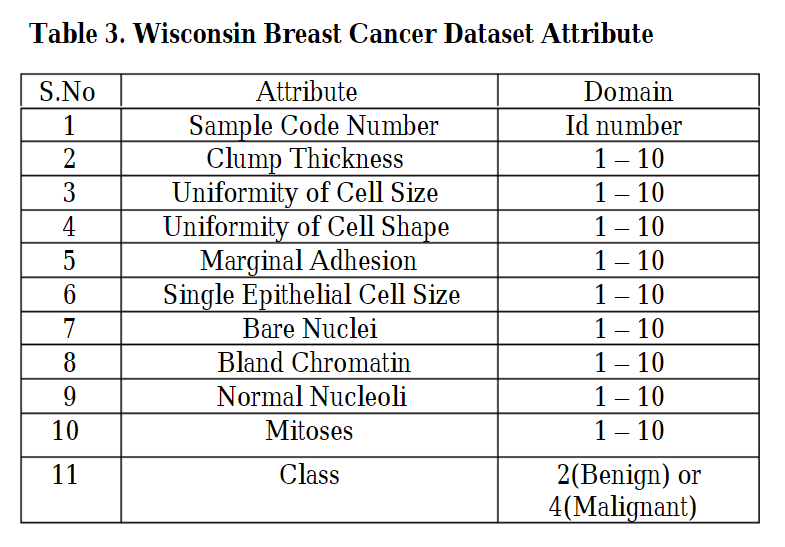 Table 3. Wisconsin Breast Cancer Dataset Attribute
S.No Attribute Domain
1 Sample Code Number Id number
2 Clump Thickness 1 – 10
3 Uniformity of Cell Size 1 – 10
4 Uniformity of Cell Shape 1 – 10
5 Marginal Adhesion 1 – 10
6 Single Epithelial Cell Size 1 – 10
7 Bare Nuclei 1 – 10
8 Bland Chromatin 1 – 10
9 Normal Nucleoli 1 – 10
10 Mitoses 1 – 10
11 Class 2(Benign) or
4(Malignant)